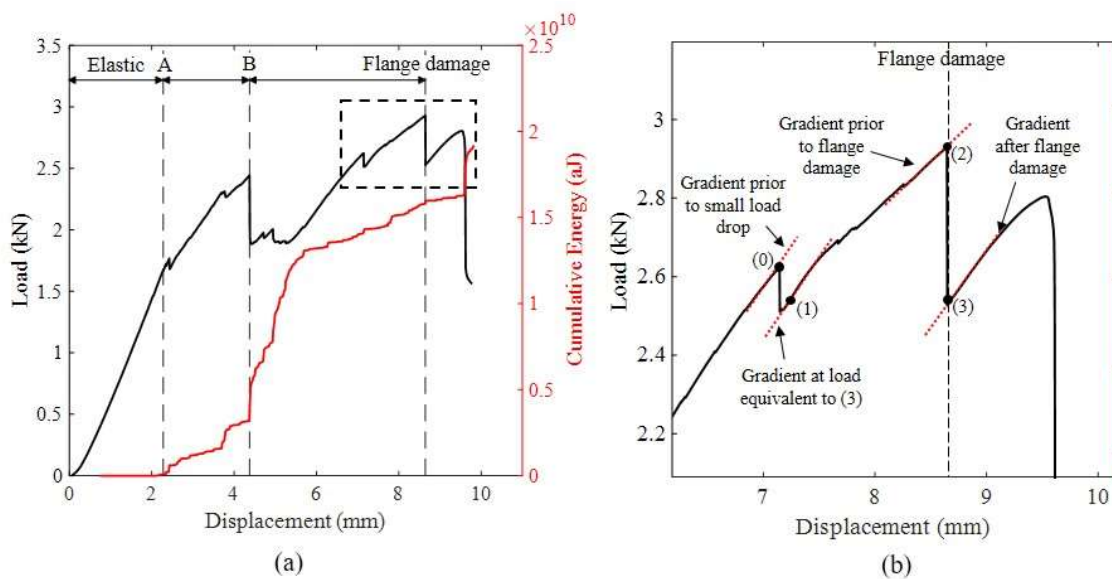 ×10¹⁰
3.5
3
2.5
2
1.5
1
0.5
0
Load (kN)
Elastic
A
B
Flange damage
2.5
2
1.5
1
0.5
0
Cumulative Energy (aJ)
0
2
4
6
8
10
Displacement (mm)
(a)
Flange damage
3
2.8
2.6
2.4
2.2
Load (kN)
Gradient prior
to flange
damage
Gradient
after flange
damage
Gradient prior
to small load
drop
(0)
(1)
(2)
(3)
Gradient at load
equivalent to (3)
7
8
9
10
Displacement (mm)
(b)